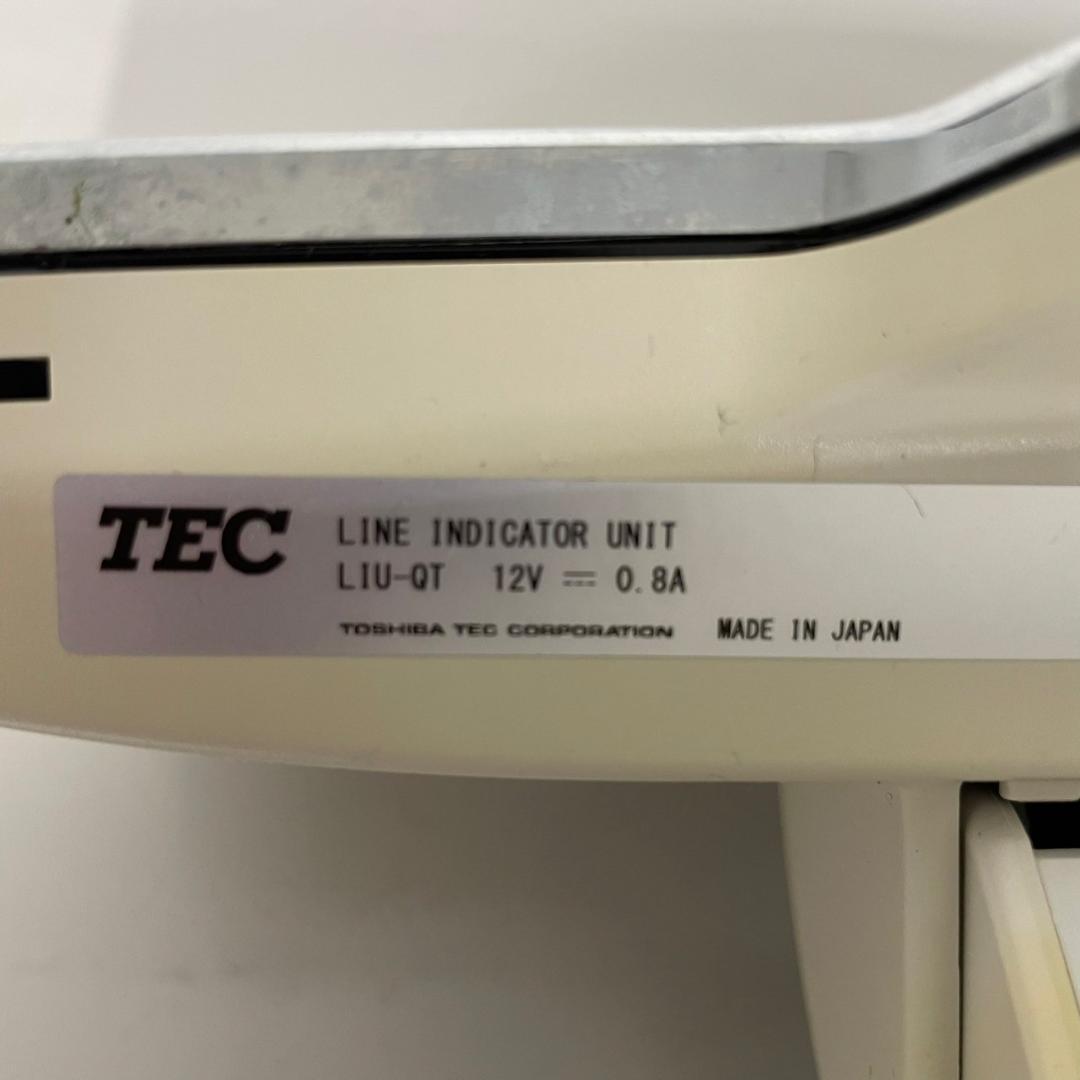 TEC
LINE INDICATOR UNIT
LIU-QT 12V ⎓ 0.8A
TOSHIBA TEC CORPORATION MADE IN JAPAN